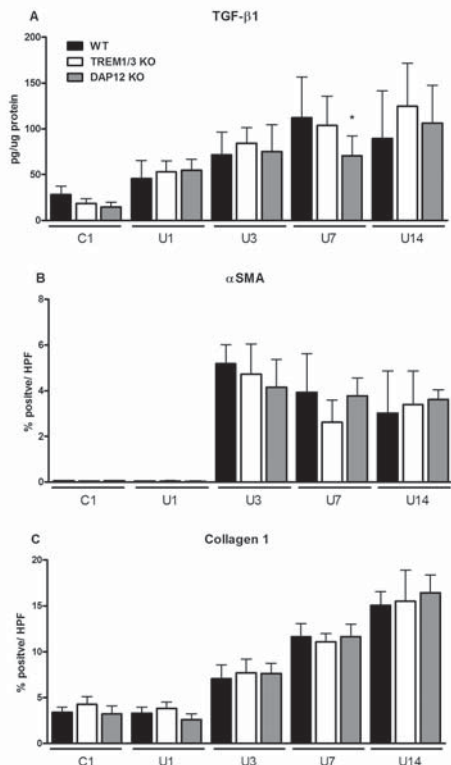 A
TGF-β1
WT
TREM1/3 KO
DAP12 KO
pg/ug protein
200
150
100
50
0
*
C1 U1 U3 U7 U14
B
αSMA
% positve/ HPF
8
6
4
2
0
C1 U1 U3 U7 U14
C
Collagen 1
% positve/ HPF
20
15
10
5
0
C1 U1 U3 U7 U14